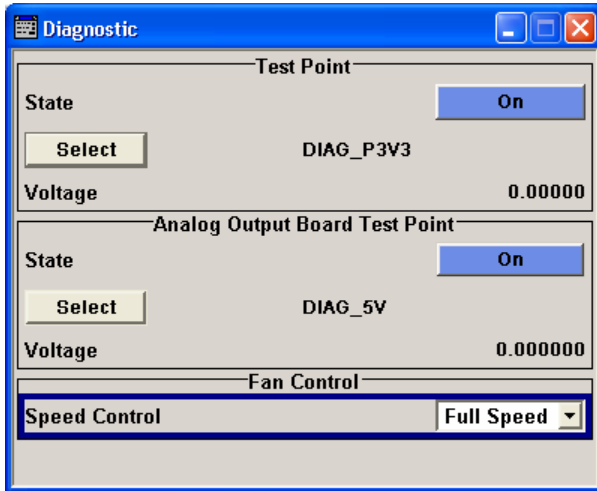 Diagnostic
Test Point
State On
Select DIAG_P3V3
Voltage 0.00000
Analog Output Board Test Point
State On
Select DIAG_5V
Voltage 0.000000
Fan Control
Speed Control Full Speed